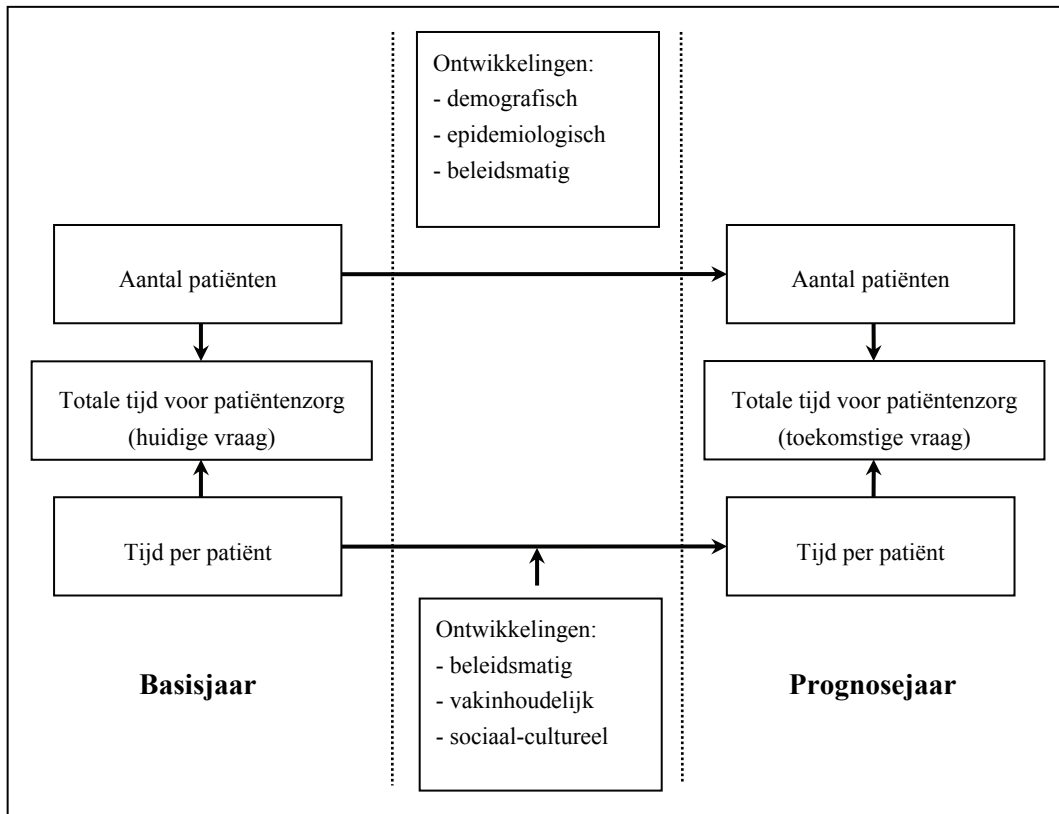 Ontwikkelingen:
- demografisch
- epidemiologisch
- beleidsmatig
Aantal patiënten
Aantal patiënten
Totale tijd voor patiëntenzorg
(huidige vraag)
Totale tijd voor patiëntenzorg
(toekomstige vraag)
Tijd per patiënt
Tijd per patiënt
Ontwikkelingen:
- beleidsmatig
- vakinhoudelijk
- sociaal-cultureel
Basisjaar
Prognosejaar